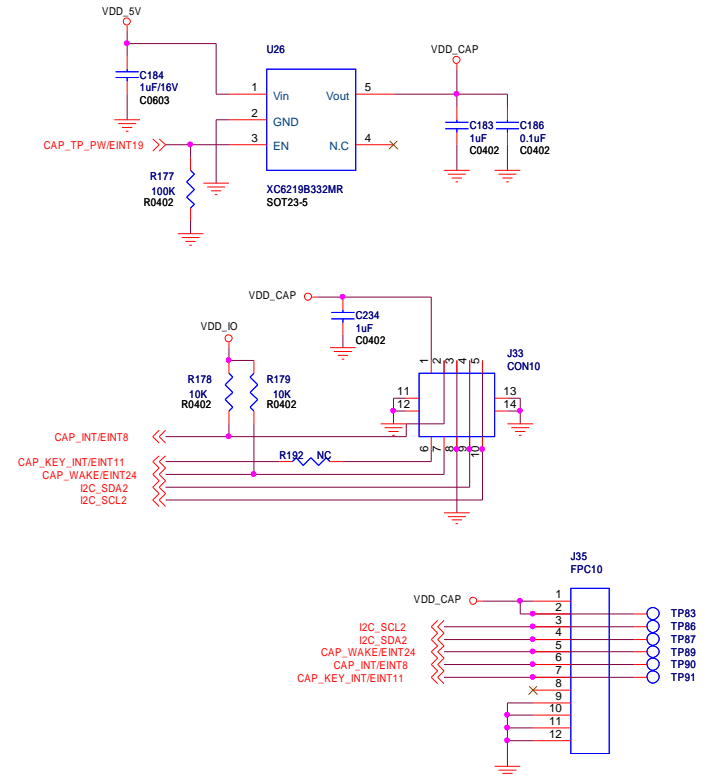 VDD_5V
U26
VDD_CAP
C184
1uF/16V
C0603
1
Vin
Vout
5
2
GND
3
EN
N.C
4
C183
1uF
C0402
C186
0.1uF
C0402
CAP_TP_PW/EINT19
R177
100K
R0402
XC6219B332MR
SOT23-5
VDD_CAP
C234
1uF
C0402
VDD_IO
J33
CON10
1
2
3
4
5
R178
10K
R0402
R179
10K
R0402
11
12
13
14
CAP_INT/EINT8
CAP_KEY_INT/EINT11
R192 NC
CAP_WAKE/EINT24
I2C_SDA2
I2C_SCL2
6
7
8
9
10
J35
FPC10
VDD_CAP
1
2
TP83
I2C_SCL2
3
TP86
I2C_SDA2
4
TP87
CAP_WAKE/EINT24
5
TP89
CAP_INT/EINT8
6
TP90
CAP_KEY_INT/EINT11
7
TP91
8
9
10
11
12